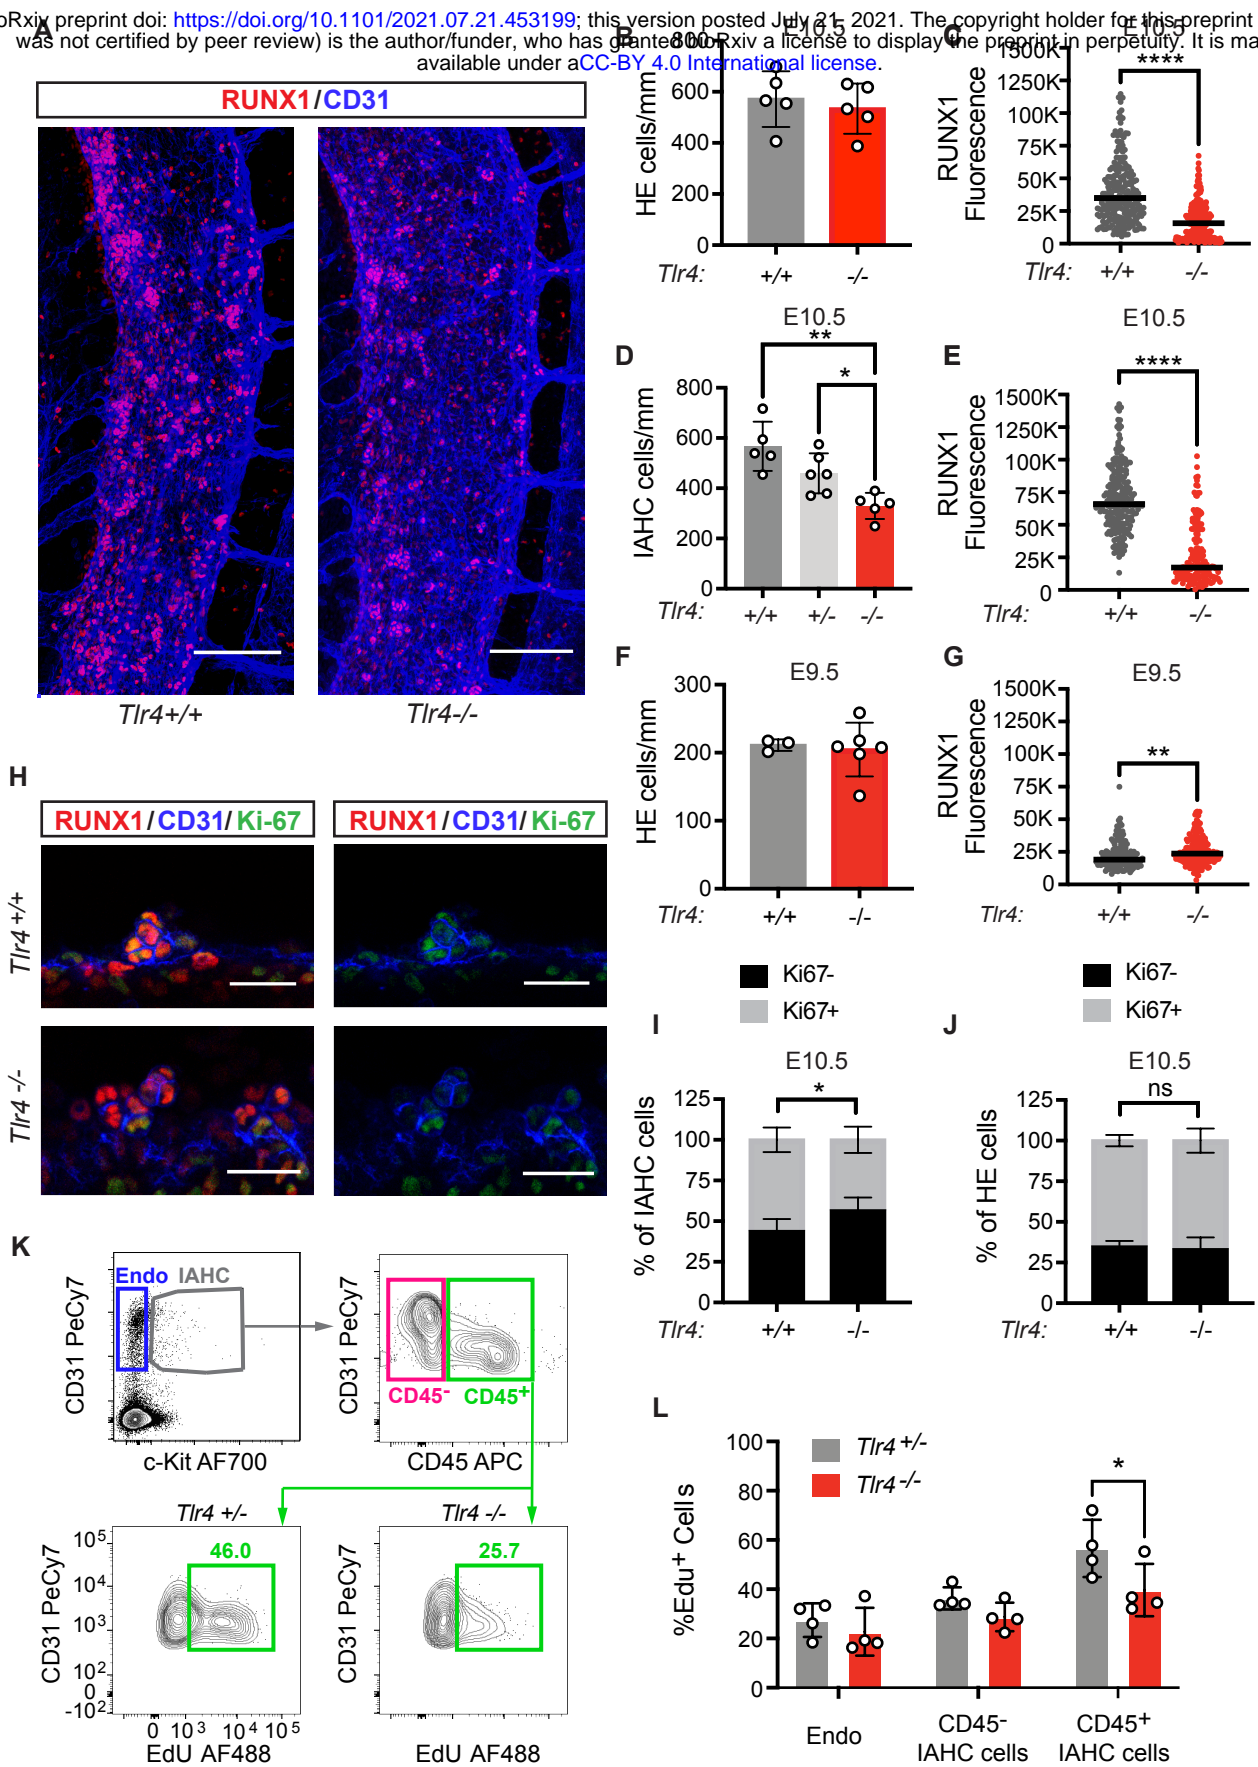 oRxiv preprint doi: https://doi.org/10.1101/2021.07.21.453199; this version posted July 21, 2021. The copyright holder for this preprint
was not certified by peer review) is the author/funder, who has granted bioRxiv a license to display the preprint in perpetuity. It is ma
available under aCC-BY 4.0 International license.
A
RUNX1/CD31
Tlr4+/+
Tlr4-/-
B
E10.5
HE cells/mm
800
600
400
200
0
Tlr4: +/+ -/-
C
E10.5
RUNX1
Fluorescence
1500K
1250K
100K
75K
50K
25K
0
****
Tlr4: +/+ -/-
D
E10.5
IAHC cells/mm
800
600
400
200
0
**
*
Tlr4: +/+ +/- -/-
E
E10.5
RUNX1
Fluorescence
1500K
1250K
100K
75K
50K
25K
0
****
Tlr4: +/+ -/-
F
E9.5
HE cells/mm
300
200
100
0
Tlr4: +/+ -/-
G
E9.5
RUNX1
Fluorescence
1500K
1250K
100K
75K
50K
25K
0
**
Tlr4: +/+ -/-
H
RUNX1/CD31/Ki-67
RUNX1/CD31/Ki-67
Tlr4 +/+
Tlr4 -/-
Ki67-
Ki67+
I
E10.5
% of IAHC cells
125
100
75
50
25
0
*
Tlr4: +/+ -/-
Ki67-
Ki67+
J
E10.5
% of HE cells
125
100
75
50
25
0
ns
Tlr4: +/+ -/-
K
Endo IAHC
CD31 PeCy7
c-Kit AF700
CD31 PeCy7
CD45- CD45+
CD45 APC
Tlr4 +/-
46.0
CD31 PeCy7
10⁵
10⁴
10³
10²
0
-10²
0 10³ 10⁴ 10⁵
EdU AF488
Tlr4 -/-
25.7
CD31 PeCy7
EdU AF488
L
%Edu+ Cells
100
80
60
40
20
0
Tlr4+/-
Tlr4-/-
*
Endo
CD45-
IAHC cells
CD45+
IAHC cells